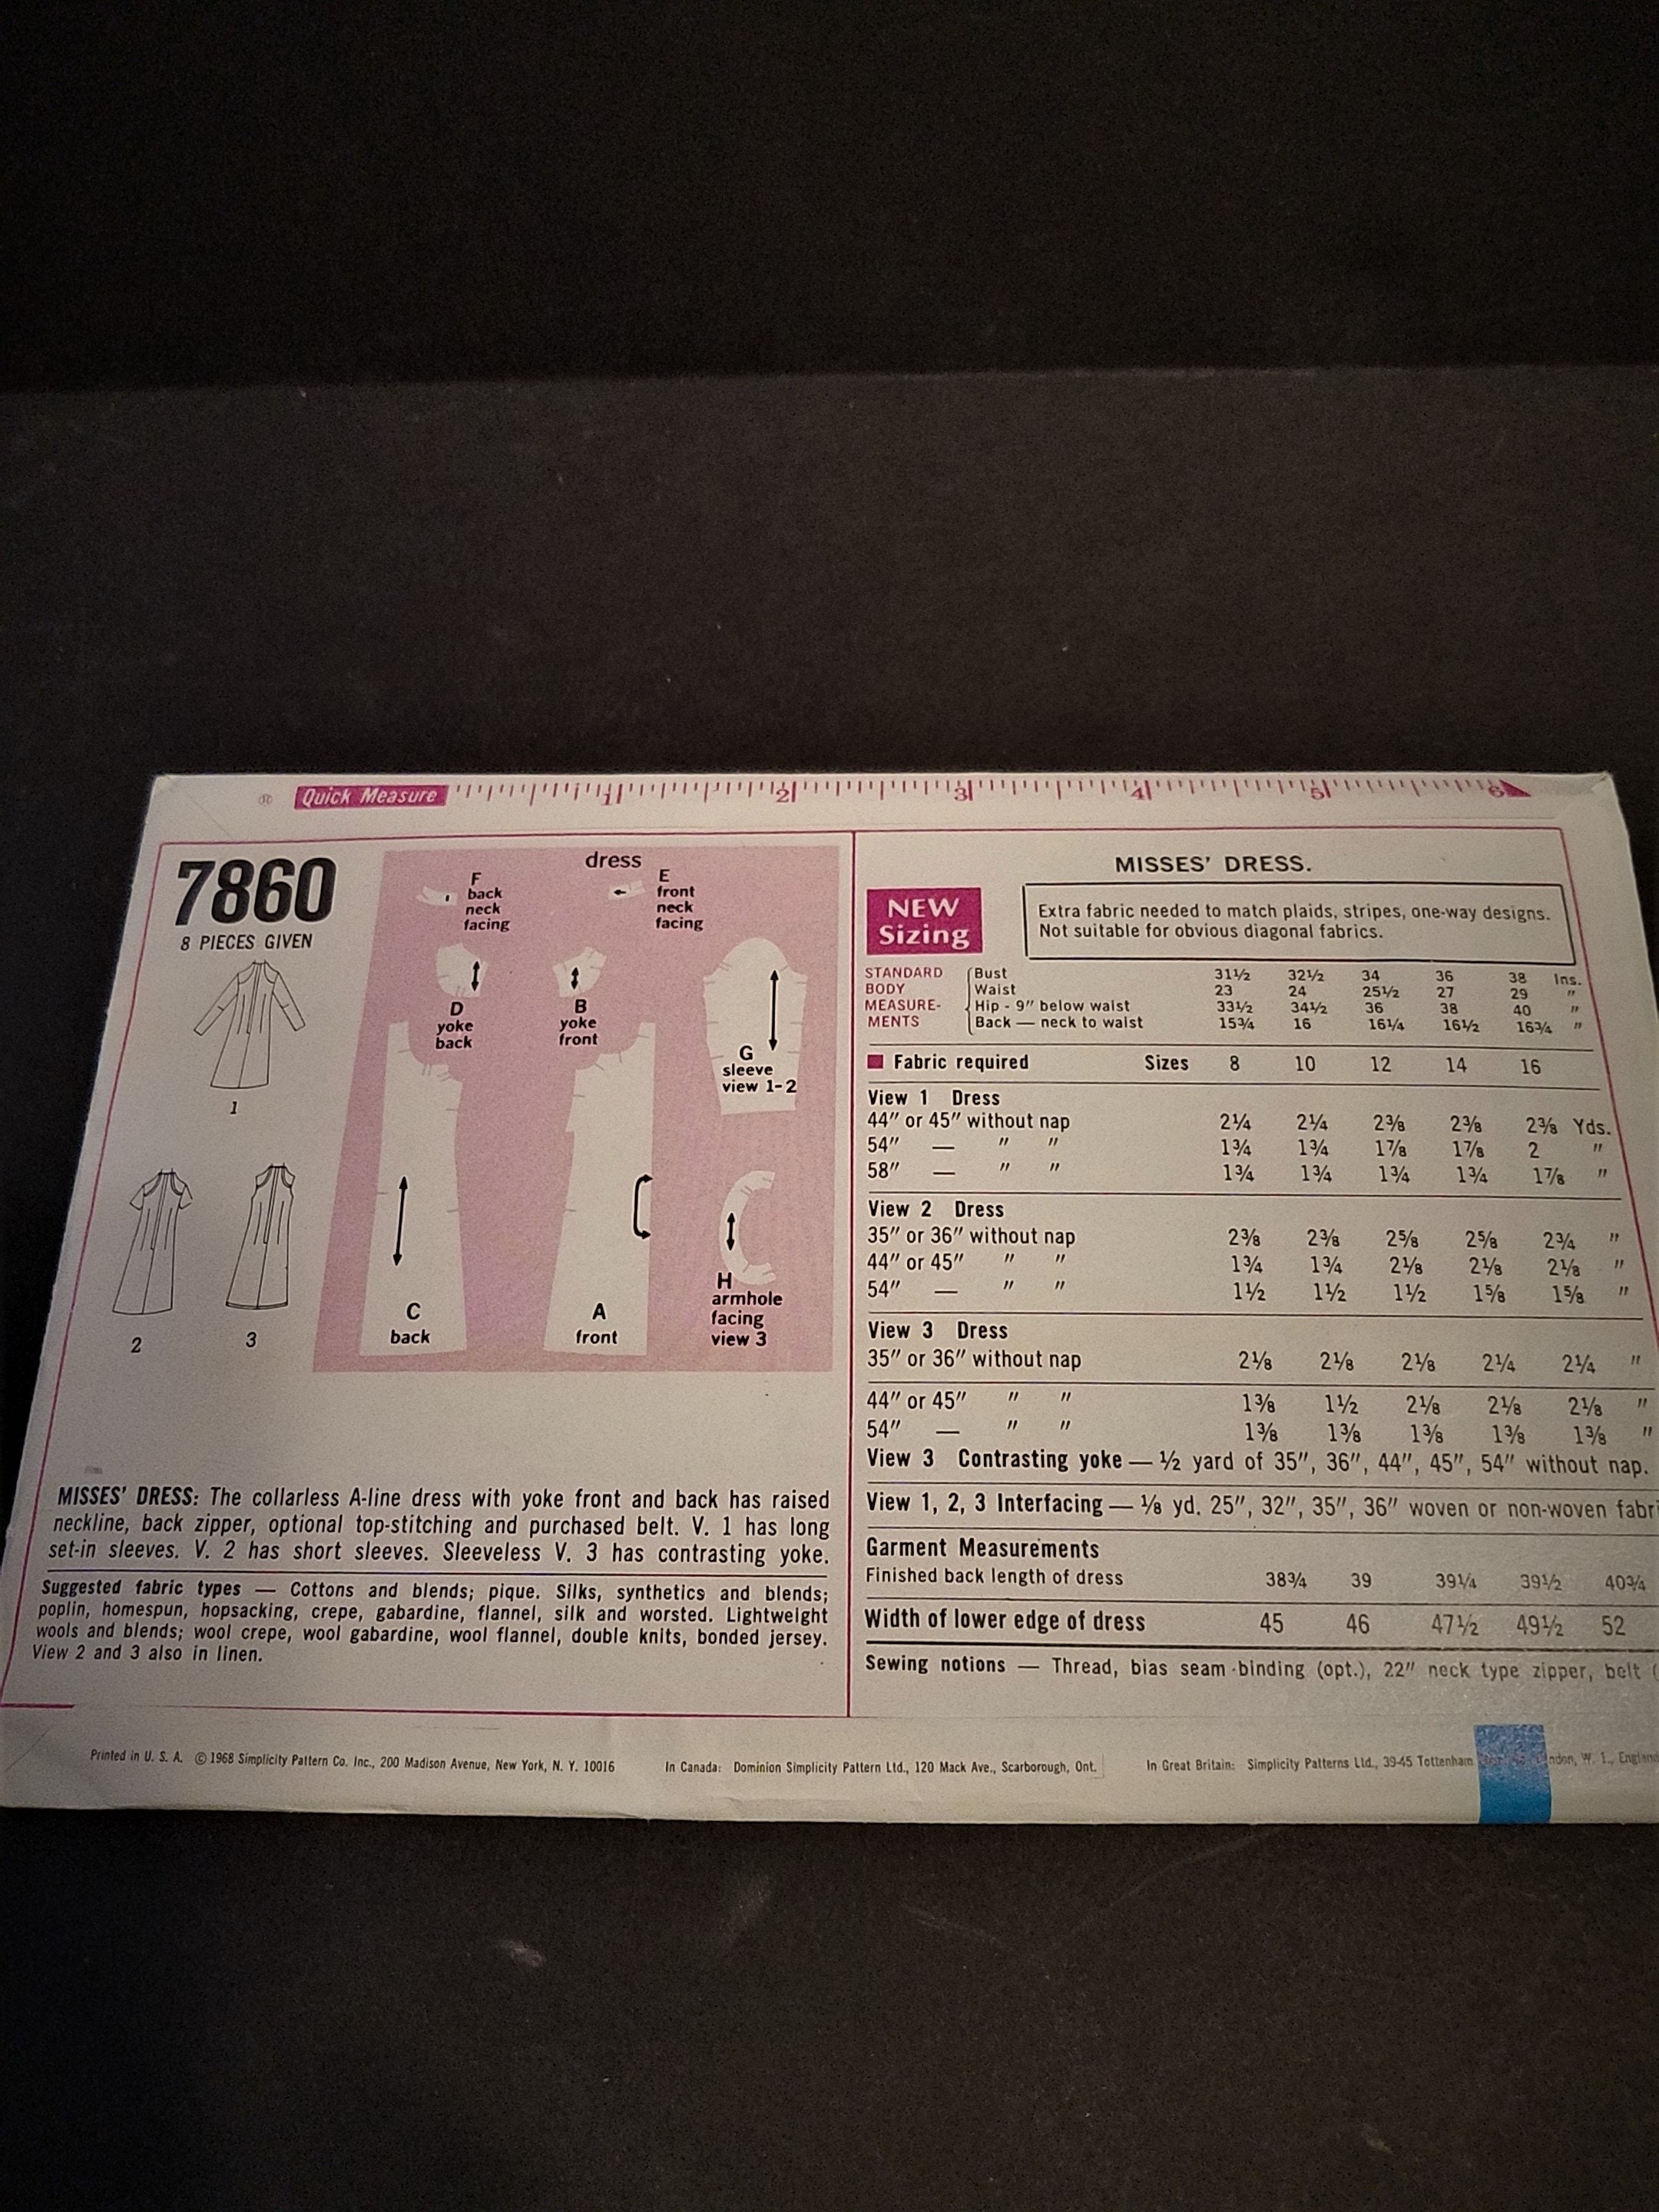 Quick Measure 1 2 3 4 5 6
7860
8 PIECES GIVEN
1
2
3
dress
F
back
neck
facing
E
front
neck
facing
D
yoke
back
B
yoke
front
G
sleeve
view 1-2
C
back
A
front
H
armhole
facing
view 3
MISSES' DRESS: The collarless A-line dress with yoke front and back has raised
neckline, back zipper, optional top-stitching and purchased belt. V. 1 has long
set-in sleeves. V. 2 has short sleeves. Sleeveless V. 3 has contrasting yoke.
Suggested fabric types — Cottons and blends; pique. Silks, synthetics and blends;
poplin, homespun, hopsacking, crepe, gabardine, flannel, silk and worsted. Lightweight
wools and blends; wool crepe, wool gabardine, wool flannel, double knits, bonded jersey.
View 2 and 3 also in linen.
MISSES' DRESS.
NEW
Sizing
Extra fabric needed to match plaids, stripes, one-way designs.
Not suitable for obvious diagonal fabrics.
STANDARD Bust 31½ 32½ 34 36 38 Ins.
BODY Waist 23 24 25½ 27 29 "
MEASURE- Hip - 9" below waist 33½ 34½ 36 38 40 "
MENTS Back — neck to waist 15¾ 16 16¼ 16½ 16¾ "
Fabric required Sizes 8 10 12 14 16
View 1 Dress
44" or 45" without nap 2¼ 2¼ 2⅜ 2⅜ 2⅜ Yds.
54" — " " 1¾ 1¾ 1⅞ 1⅞ 2 "
58" — " " 1¾ 1¾ 1¾ 1¾ 1⅞ "
View 2 Dress
35" or 36" without nap 2⅜ 2⅜ 2⅝ 2⅝ 2¾ "
44" or 45" " " 1¾ 1¾ 2⅛ 2⅛ 2⅛ "
54" — " " 1½ 1½ 1½ 1⅝ 1⅝ "
View 3 Dress
35" or 36" without nap 2⅛ 2⅛ 2⅛ 2¼ 2¼ "
44" or 45" " " 1⅜ 1½ 2⅛ 2⅛ 2⅛ "
54" — " " 1⅜ 1⅜ 1⅜ 1⅜ 1⅜ "
View 3 Contrasting yoke — ½ yard of 35", 36", 44", 45", 54" without nap.
View 1, 2, 3 Interfacing — ⅛ yd. 25", 32", 35", 36" woven or non-woven fabri
Garment Measurements
Finished back length of dress 38¾ 39 39¼ 39½ 40¾
Width of lower edge of dress 45 46 47½ 49½ 52
Sewing notions — Thread, bias seam binding (opt.), 22" neck type zipper, belt (
Printed in U. S. A. © 1968 Simplicity Pattern Co. Inc., 200 Madison Avenue, New York, N. Y. 10016 In Canada: Dominion Simplicity Pattern Ltd., 120 Mack Ave., Scarborough, Ont. In Great Britain: Simplicity Patterns Ltd., 39-45 Tottenham W. 1., England